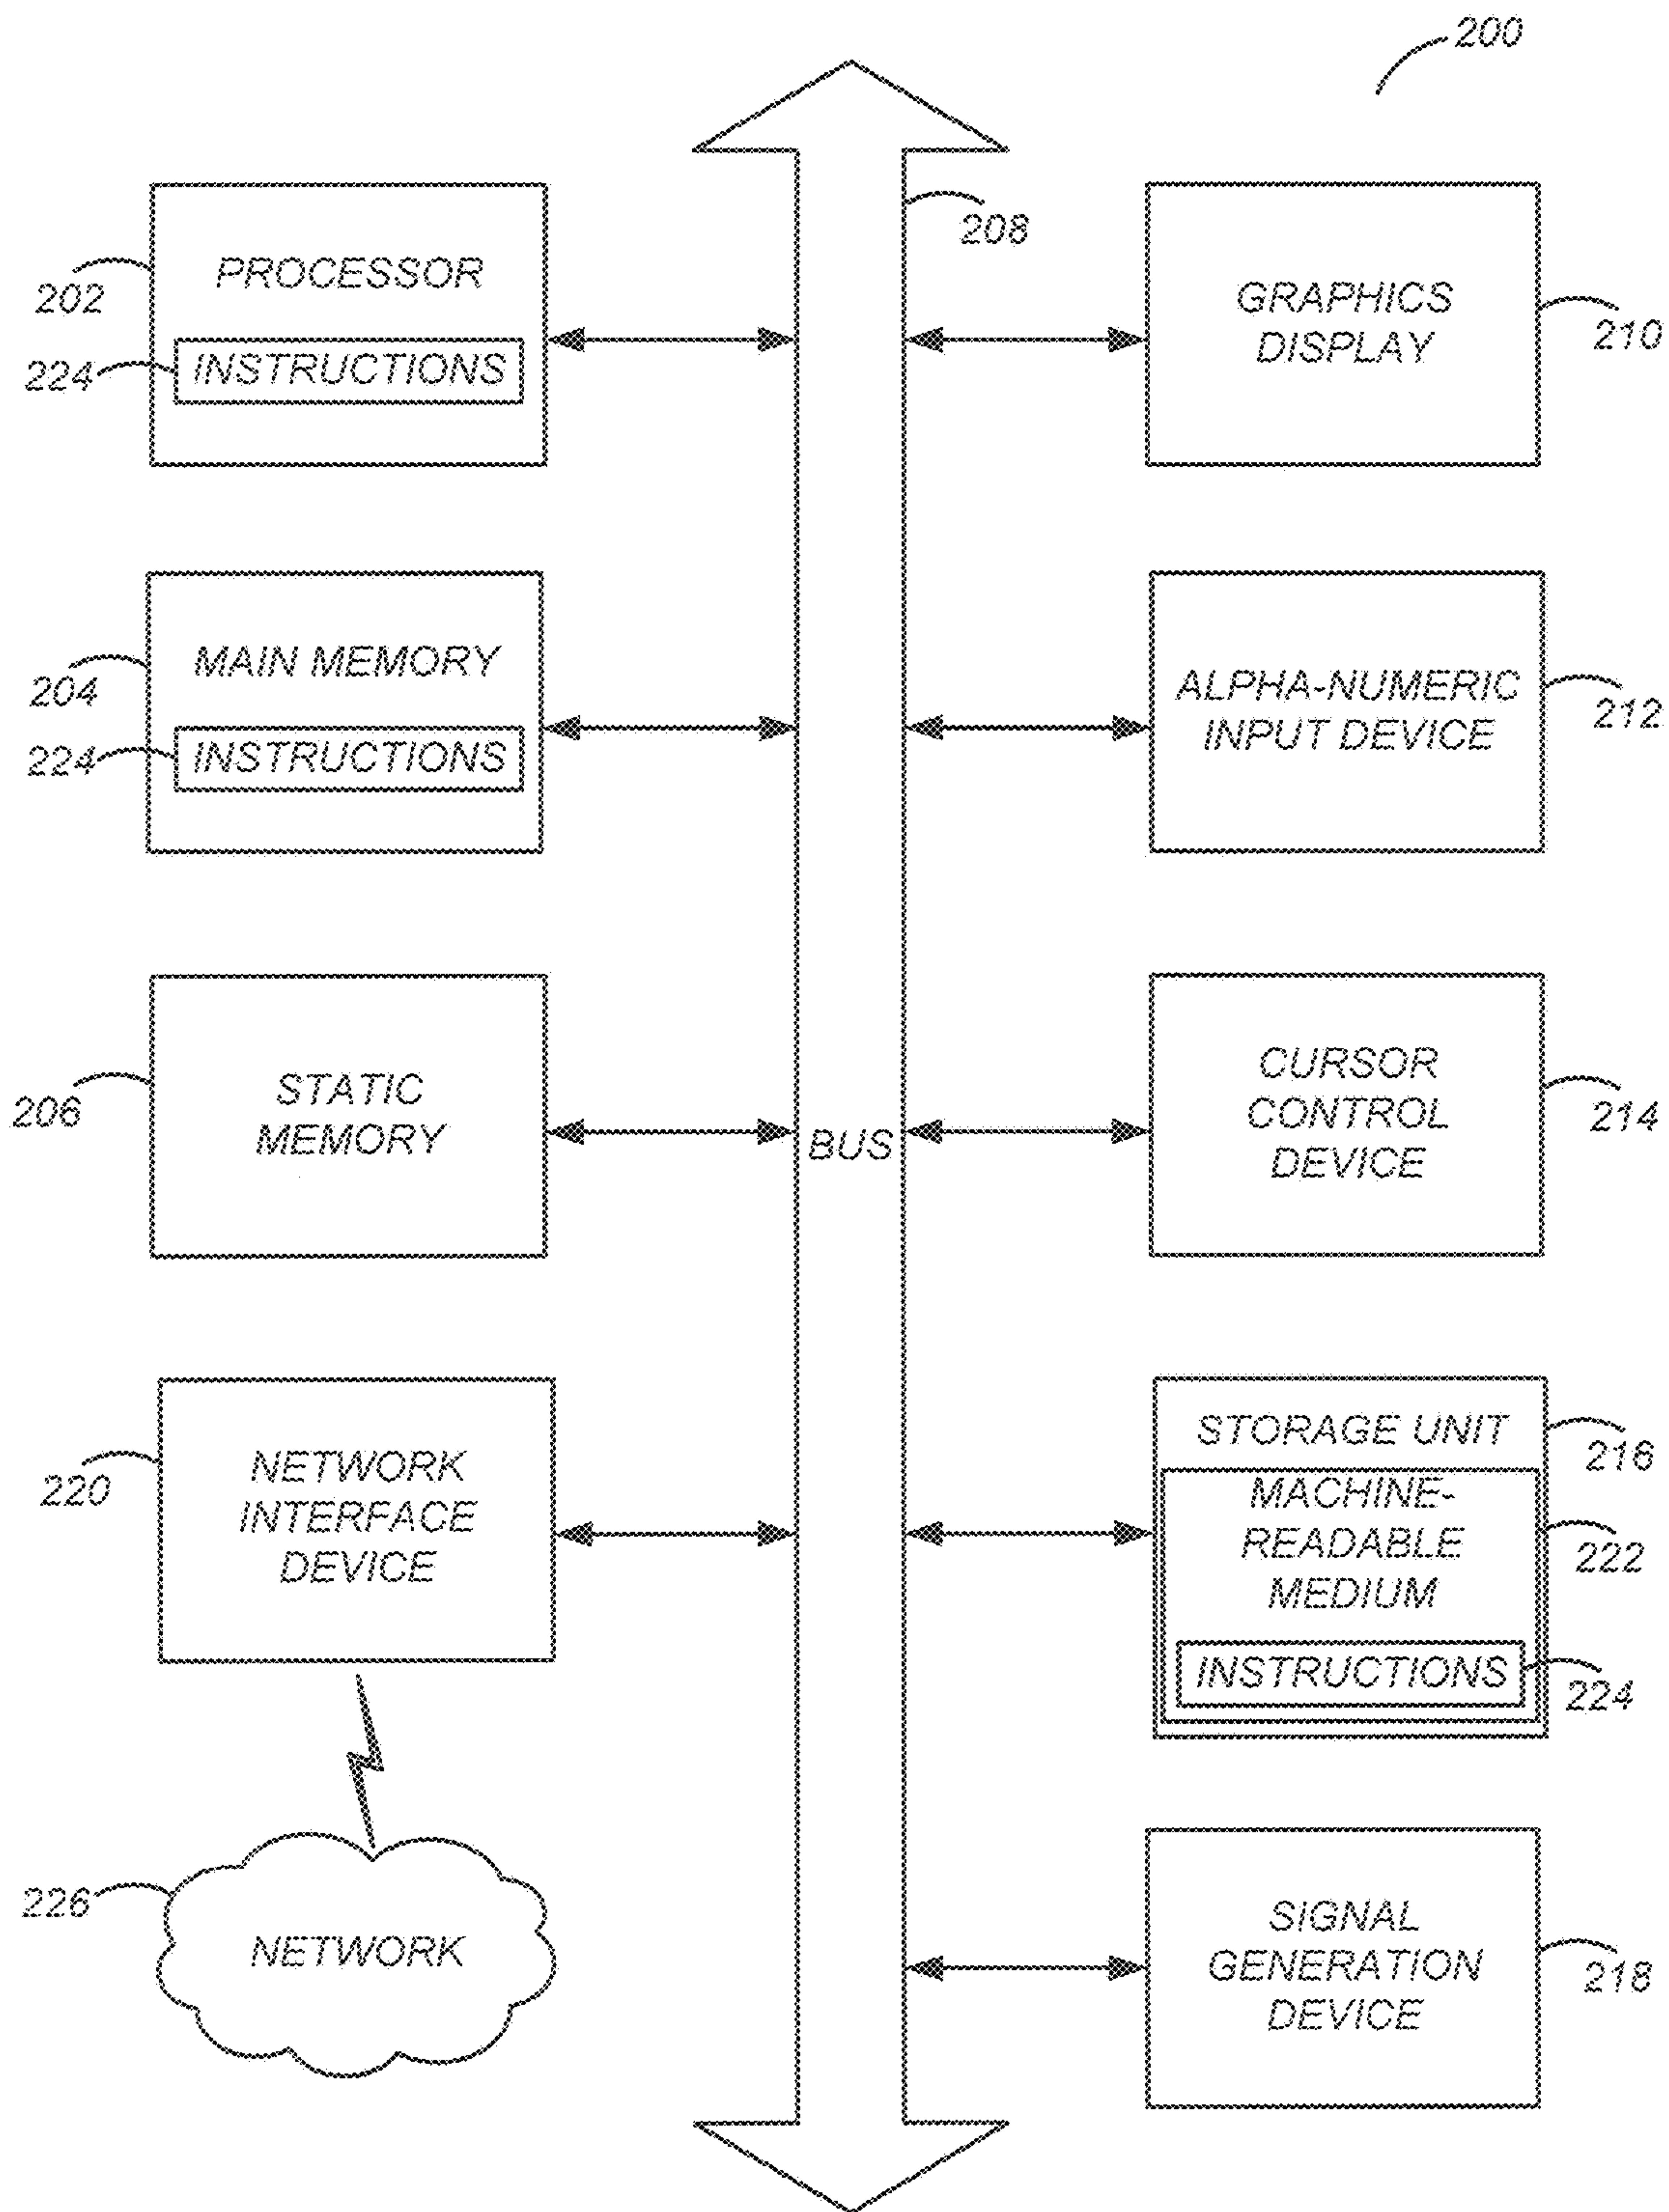 200
208
PROCESSOR
202
INSTRUCTIONS
224
GRAPHICS
DISPLAY
210
MAIN MEMORY
204
INSTRUCTIONS
224
ALPHA-NUMERIC
INPUT DEVICE
212
STATIC
MEMORY
206
BUS
CURSOR
CONTROL
DEVICE
214
NETWORK
INTERFACE
DEVICE
220
STORAGE UNIT
216
MACHINE-
READABLE
MEDIUM
222
INSTRUCTIONS
224
226
NETWORK
SIGNAL
GENERATION
DEVICE
218